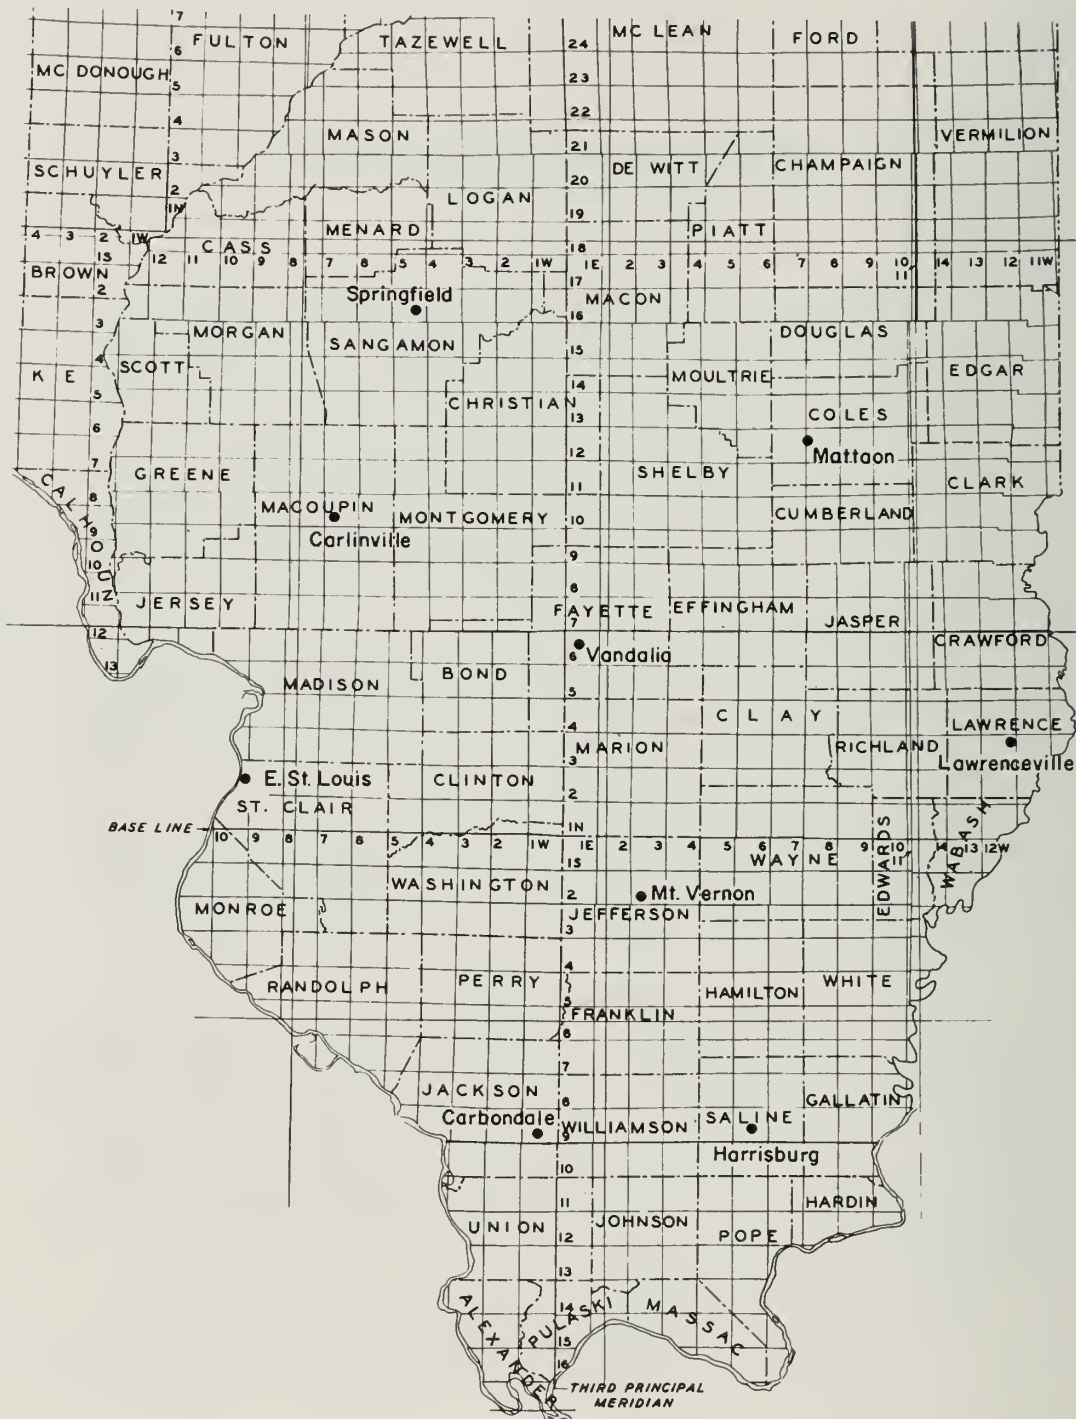 7
FULTON
TAZEWELL
MC LEAN
FORD
24
6
MC DONOUGH
23
5
22
4
MASON
21
VERMILION
3
SCHUYLER
DE WITT
CHAMPAIGN
2
20
LOGAN
1N
19
MENARD
PIATT
4 3 2 1W
CASS
18
1S
12 11 10 9 8 7 6 5 4 3 2 1W 1E 2 3 4 5 6 7 8 9 10 11 14 13 12 11W
BROWN
17
2
Springfield
MACON
16
3
MORGAN
SANGAMON
DOUGLAS
15
4
SCOTT
KE
MOULTRIE
EDGAR
14
5
CHRISTIAN
13
COLES
6
Mattaon
12
7
GREENE
SHELBY
CLARK
11
CALHOUN
8
MACOUPIN
MONTGOMERY
10
CUMBERLAND
9
Carlinville
9
10
8
11
JERSEY
FAYETTE
EFFINGHAM
JASPER
7
12
CRAWFORD
Vandalia
6
13
MADISON
BOND
5
CLAY
LAWRENCE
4
MARION
RICHLAND
Lawrenceville
3
E. St. Louis
CLINTON
2
ST. CLAIR
WABASH
BASE LINE
1N
10 9 8 7 6 5 4 3 2 1W 1E 2 3 4 5 6 7 8 9 10 11 14 13 12W
EDWARDS
1S
WAYNE
WASHINGTON
2
Mt. Vernon
MONROE
JEFFERSON
3
4
RANDOLPH
PERRY
HAMILTON
WHITE
5
FRANKLIN
6
7
JACKSON
GALLATIN
8
Carbondale
WILLIAMSON
SALINE
9
Harrisburg
10
11
HARDIN
UNION
JOHNSON
POPE
12
13
ALEXANDER
PULASKI
MASSAC
14
15
16
THIRD PRINCIPAL
MERIDIAN